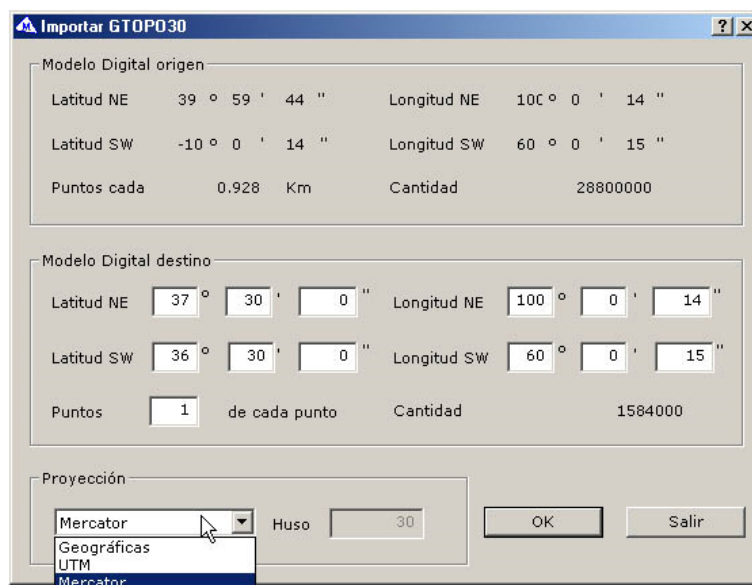 Importar GTOPO30
Modelo Digital origen
Latitud NE 39 º 59 ' 44 " Longitud NE 100 º 0 ' 14 "
Latitud SW -10 º 0 ' 14 " Longitud SW 60 º 0 ' 15 "
Puntos cada 0.928 Km Cantidad 28800000
Modelo Digital destino
Latitud NE 37 º 30 ' 0 " Longitud NE 100 º 0 ' 14 "
Latitud SW 36 º 30 ' 0 " Longitud SW 60 º 0 ' 15 "
Puntos 1 de cada punto Cantidad 1584000
Proyección
Mercator Huso 30 OK Salir
Geográficas
UTM
Mercator